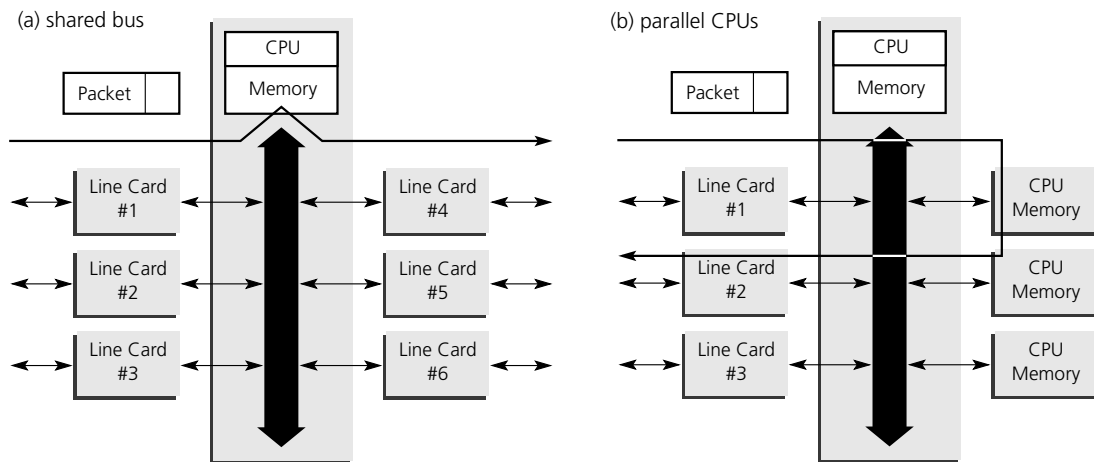 (a) shared bus
CPU
Memory
Packet
Line Card
#1
Line Card
#4
Line Card
#2
Line Card
#5
Line Card
#3
Line Card
#6
(b) parallel CPUs
CPU
Memory
Packet
Line Card
#1
CPU
Memory
Line Card
#2
CPU
Memory
Line Card
#3
CPU
Memory